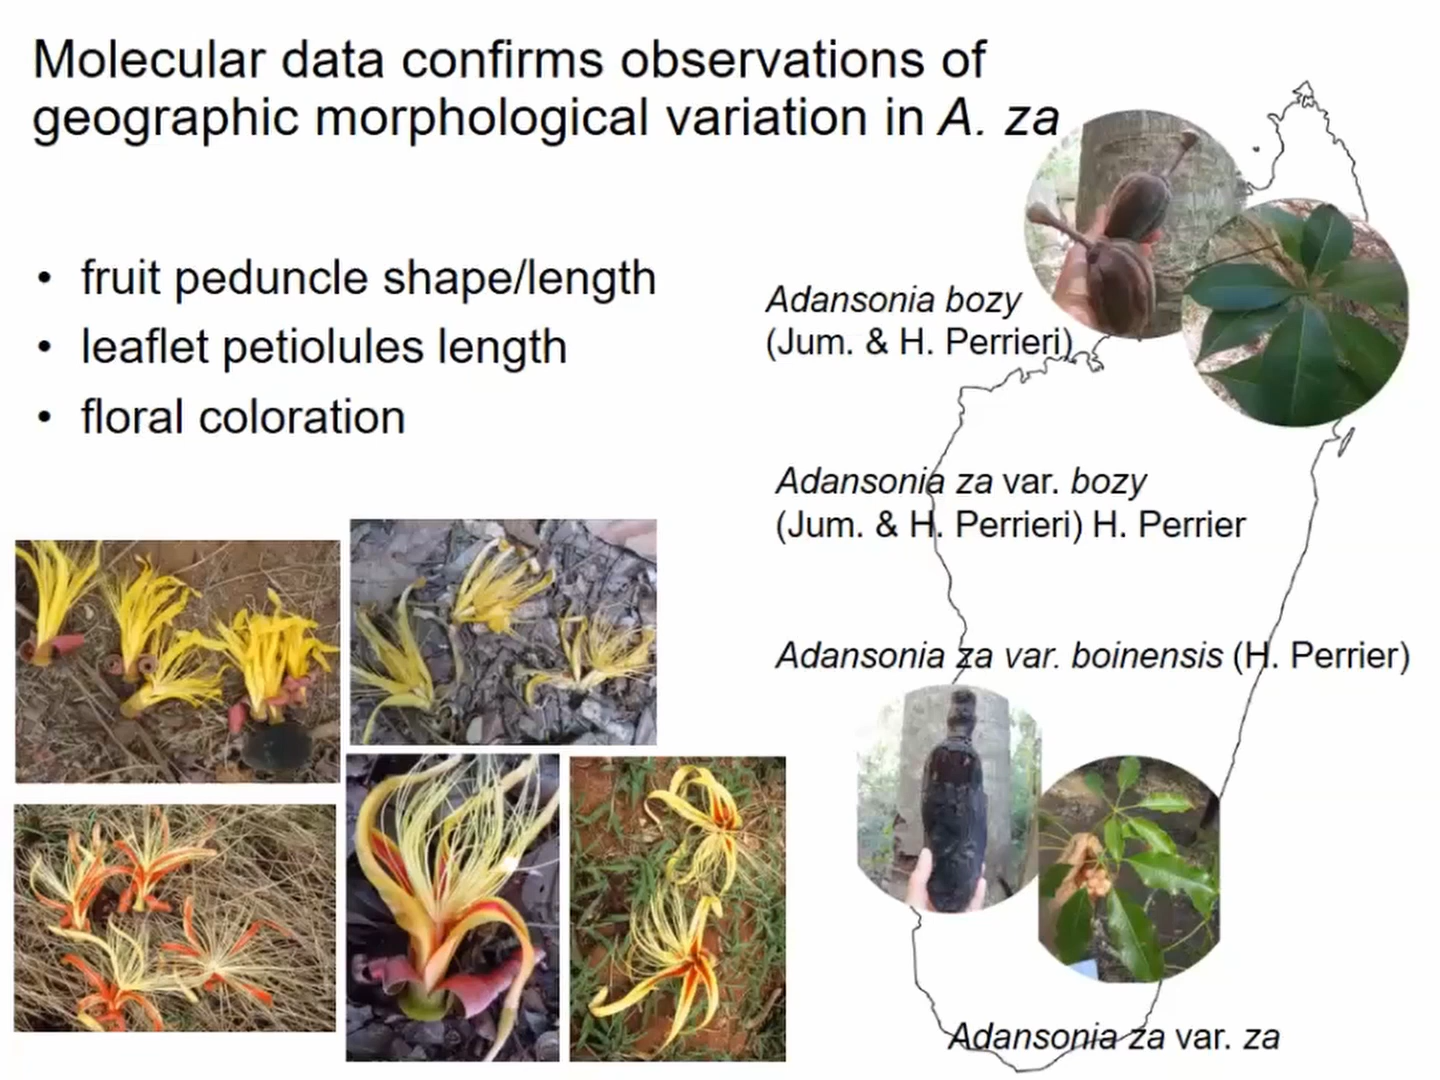 Molecular data confirms observations of
geographic morphological variation in A. za
• fruit peduncle shape/length
• leaflet petiolules length
• floral coloration
Adansonia bozy
(Jum. & H. Perrieri)
Adansonia za var. bozy
(Jum. & H. Perrieri) H. Perrier
Adansonia za var. boinensis (H. Perrier)
Adansonia za var. za